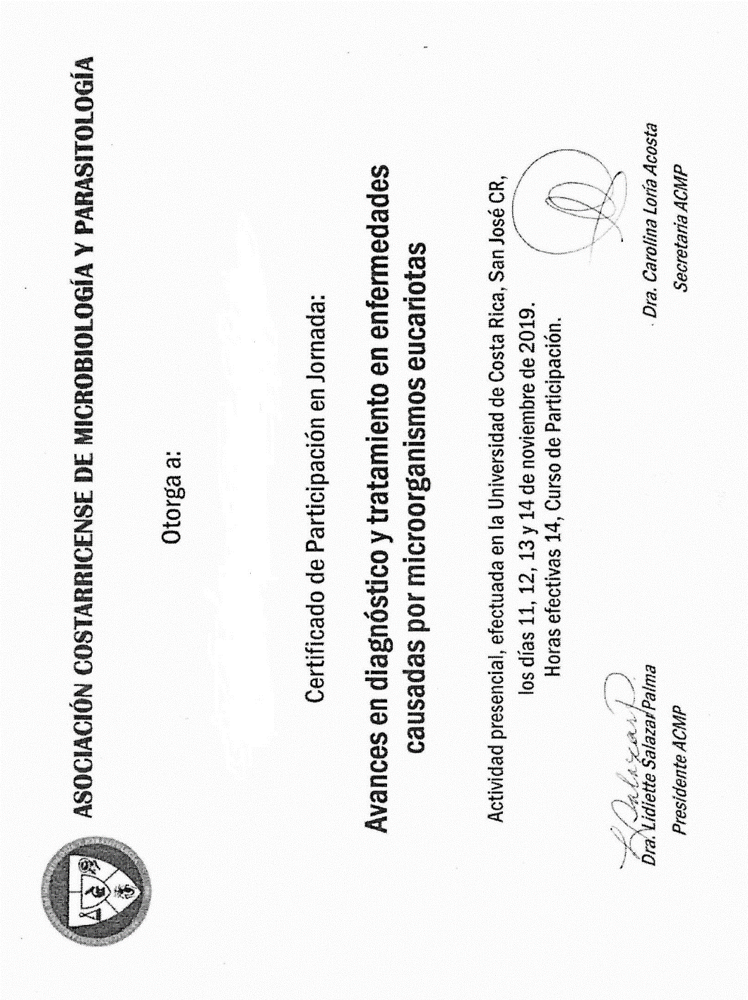 ASOCIACIÓN COSTARRICENSE DE MICROBIOLOGÍA Y PARASITOLOGÍA
Otorga a:
Certificado de Participación en Jornada:
Avances en diagnóstico y tratamiento en enfermedades
causadas por microorganismos eucariotas
Actividad presencial, efectuada en la Universidad de Costa Rica, San José CR,
los días 11, 12, 13 y 14 de noviembre de 2019.
Horas efectivas 14, Curso de Participación.
Dra. Lidiette Salazar Palma
Presidente ACMP
Dra. Carolina Loría Acosta
Secretaria ACMP